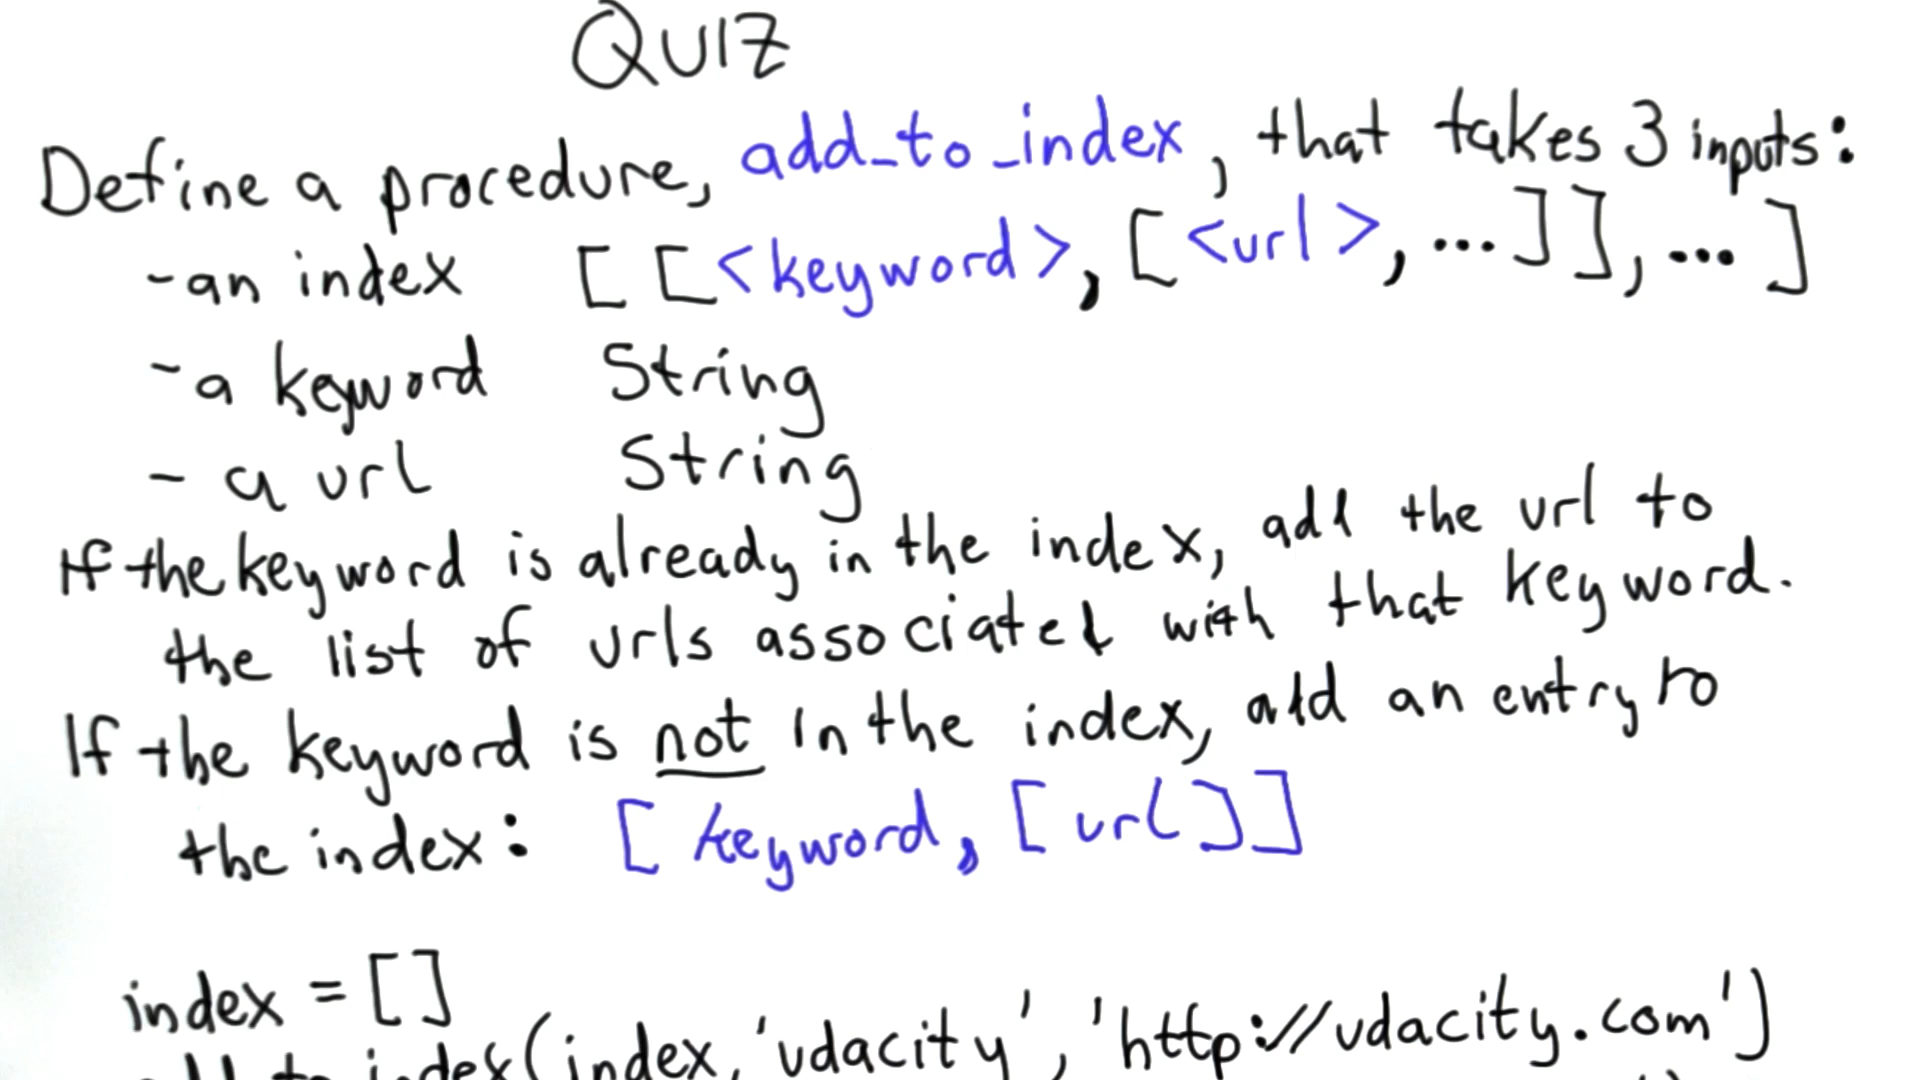 QUIZ
Define a procedure, add_to_index, that takes 3 inputs:
- an index [[<keyword>, [<url>, ...]], ... ]
- a keyword String
- a url String
If the keyword is already in the index, add the url to
the list of urls associated with that keyword.
If the keyword is not in the index, add an entry to
the index: [keyword, [url]]
index = []
add_to_index(index, 'udacity', 'http://udacity.com')